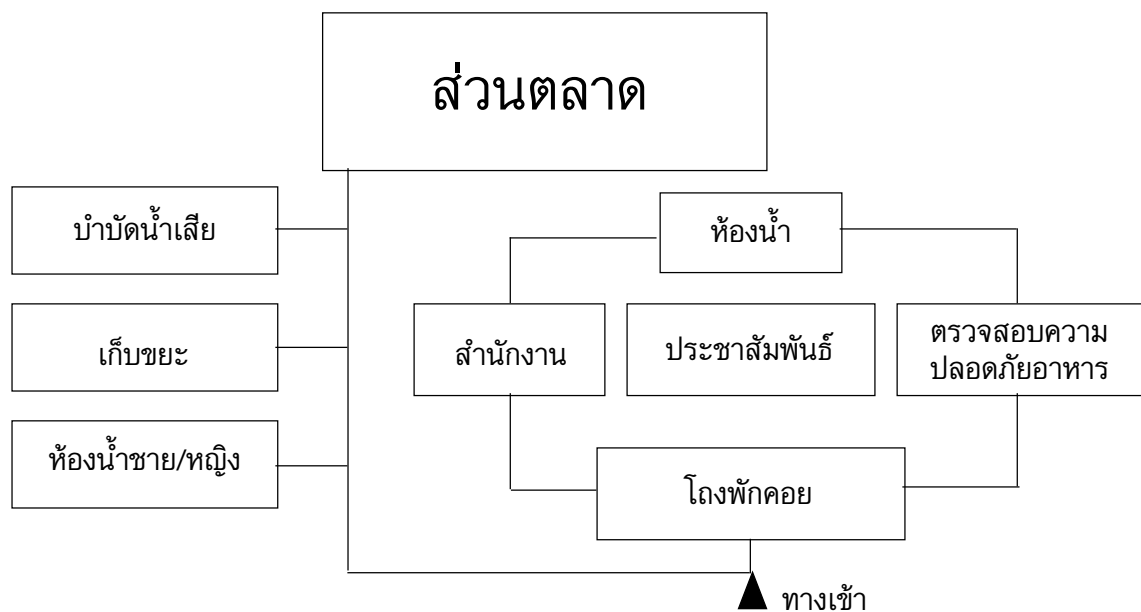 ส่วนตลาด
บำบัดน้ำเสีย
ห้องน้ำ
เก็บขยะ
สำนักงาน
ประชาสัมพันธ์
ตรวจสอบความ
ปลอดภัยอาหาร
ห้องน้ำชาย/หญิง
โถงพักคอย
ทางเข้า